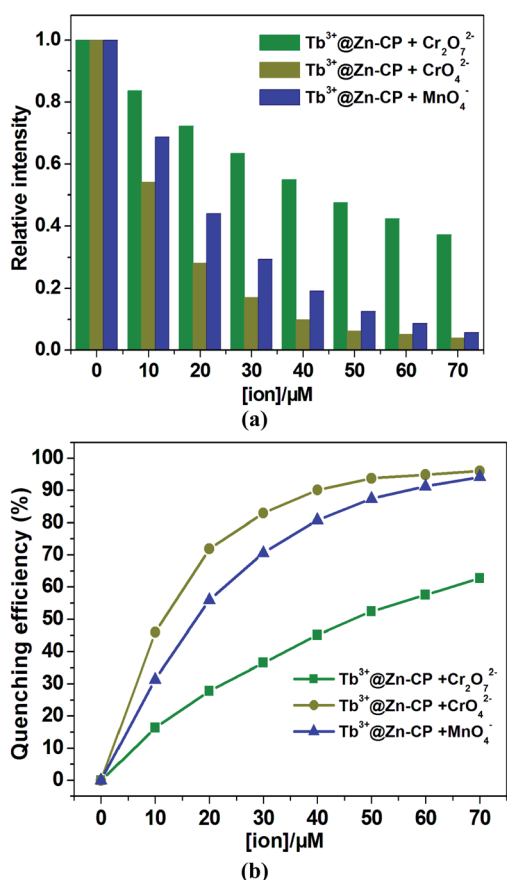 (a)
1.0
0.8
0.6
0.4
0.2
0.0
Relative intensity
Tb³⁺@Zn-CP + Cr₂O₇²⁻
Tb³⁺@Zn-CP + CrO₄²⁻
Tb³⁺@Zn-CP + MnO₄⁻
0 10 20 30 40 50 60 70
[ion]/µM
(a)
100
90
80
70
60
50
40
30
20
10
0
Quenching efficiency (%)
Tb³⁺@Zn-CP +Cr₂O₇²⁻
Tb³⁺@Zn-CP +CrO₄²⁻
Tb³⁺@Zn-CP +MnO₄⁻
0 10 20 30 40 50 60 70
[ion]/µM
(b)